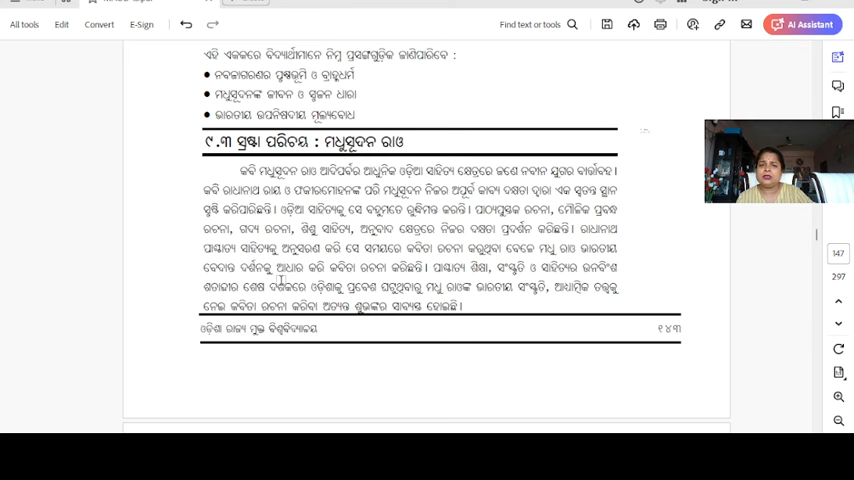 All tools Edit Convert E-Sign Find text or tools AI Assistant
ଏହି ଏକକରେ ବିଦ୍ୟାର୍ଥୀମାନେ ନିମ୍ନ ପ୍ରସଙ୍ଗଗୁଡ଼ିକ ଜାଣିପାରିବେ :
● ନବଜାଗରଣର ପୃଷ୍ଠଭୂମି ଓ ବ୍ରାହ୍ମଧର୍ମ
● ମଧୁସୂଦନଙ୍କ ଜୀବନ ଓ ସୃଜନ ଧାରା
● ଭାରତୀୟ ଉପନିଷଦୀୟ ମୂଲ୍ୟବୋଧ
୯.୩ ସ୍ରଷ୍ଟା ପରିଚୟ : ମଧୁସୂଦନ ରାଓ
କବି ମଧୁସୂଦନ ରାଓ ଆଦିପର୍ବର ଆଧୁନିକ ଓଡ଼ିଆ ସାହିତ୍ୟ କ୍ଷେତ୍ରରେ ଜଣେ ନବୀନ ଯୁଗର ବାର୍ତ୍ତାବହ।
କବି ରାଧାନାଥ ରାୟ ଓ ଫକୀରମୋହନଙ୍କ ପରି ମଧୁସୂଦନ ନିଜର ଅପୂର୍ବ କାବ୍ୟ ଦକ୍ଷତା ଦ୍ୱାରା ଏକ ସ୍ୱତନ୍ତ୍ର ସ୍ଥାନ
ସୃଷ୍ଟି କରିପାରିଛନ୍ତି। ଓଡ଼ିଆ ସାହିତ୍ୟକୁ ସେ ବହୁମତେ ରୁଦ୍ଧିମନ୍ତ କରନ୍ତି। ପାଠ୍ୟପୁସ୍ତକ ରଚନା, ମୌଳିକ ପ୍ରବନ୍ଧ
ରଚନା, ଗଦ୍ୟ ରଚନା, ଶିଶୁ ସାହିତ୍ୟ, ଅନୁବାଦ କ୍ଷେତ୍ରରେ ନିଜର ଦକ୍ଷତା ପ୍ରଦର୍ଶନ କରିଛନ୍ତି। ରାଧାନାଥ
ପାଶ୍ଚାତ୍ୟ ସାହିତ୍ୟକୁ ଅନୁସରଣ କରି ସେ ସମୟରେ କବିତା ରଚନା କରୁଥିବା ବେଳେ ମଧୁ ରାଓ ଭାରତୀୟ
ବେଦାନ୍ତ ଦର୍ଶନକୁ ଆଧାର କରି କବିତା ରଚନା କରିଛନ୍ତି। ପାଶ୍ଚାତ୍ୟ ଶିକ୍ଷା, ସଂସ୍କୃତି ଓ ସାହିତ୍ୟର ଉନବିଂଶ
ଶତାବ୍ଦୀର ଶେଷ ଦଶକରେ ଓଡ଼ିଶାକୁ ପ୍ରବେଶ ଘଟୁଥିବାରୁ ମଧୁ ରାଓଙ୍କ ଭାରତୀୟ ସଂସ୍କୃତି, ଆଧ୍ୟାତ୍ମିକ ତତ୍ତ୍ୱକୁ
ନେଇ କବିତା ରଚନା କରିବା ଅତ୍ୟନ୍ତ ଶୁଭଙ୍କର ସାବ୍ୟସ୍ତ ହୋଇଛି।
ଓଡ଼ିଶା ରାଜ୍ୟ ମୁକ୍ତ ବିଶ୍ୱବିଦ୍ୟାଳୟ ୧୪୩
147
297